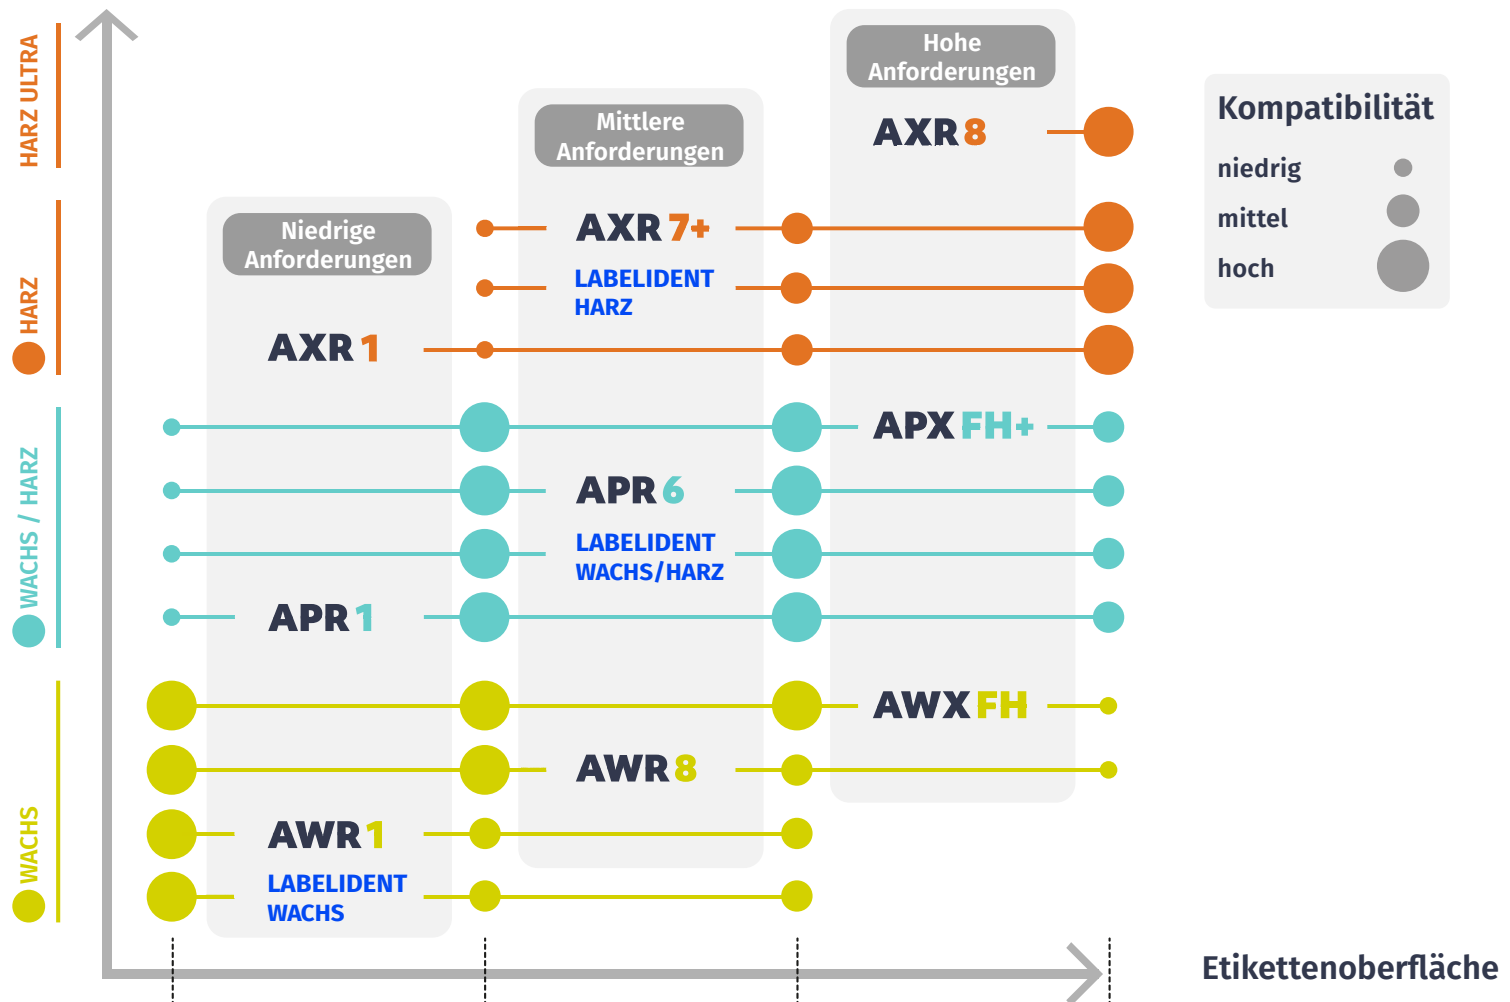 HARZ ULTRA
HARZ
WACHS / HARZ
WACHS
Niedrige
Anforderungen
Mittlere
Anforderungen
Hohe
Anforderungen
AXR 8
AXR 7+
LABELIDENT
HARZ
AXR 1
APX FH+
APR 6
LABELIDENT
WACHS/HARZ
APR 1
AWX FH
AWR 8
AWR 1
LABELIDENT
WACHS
Kompatibilität
niedrig
mittel
hoch
Etikettenoberfläche